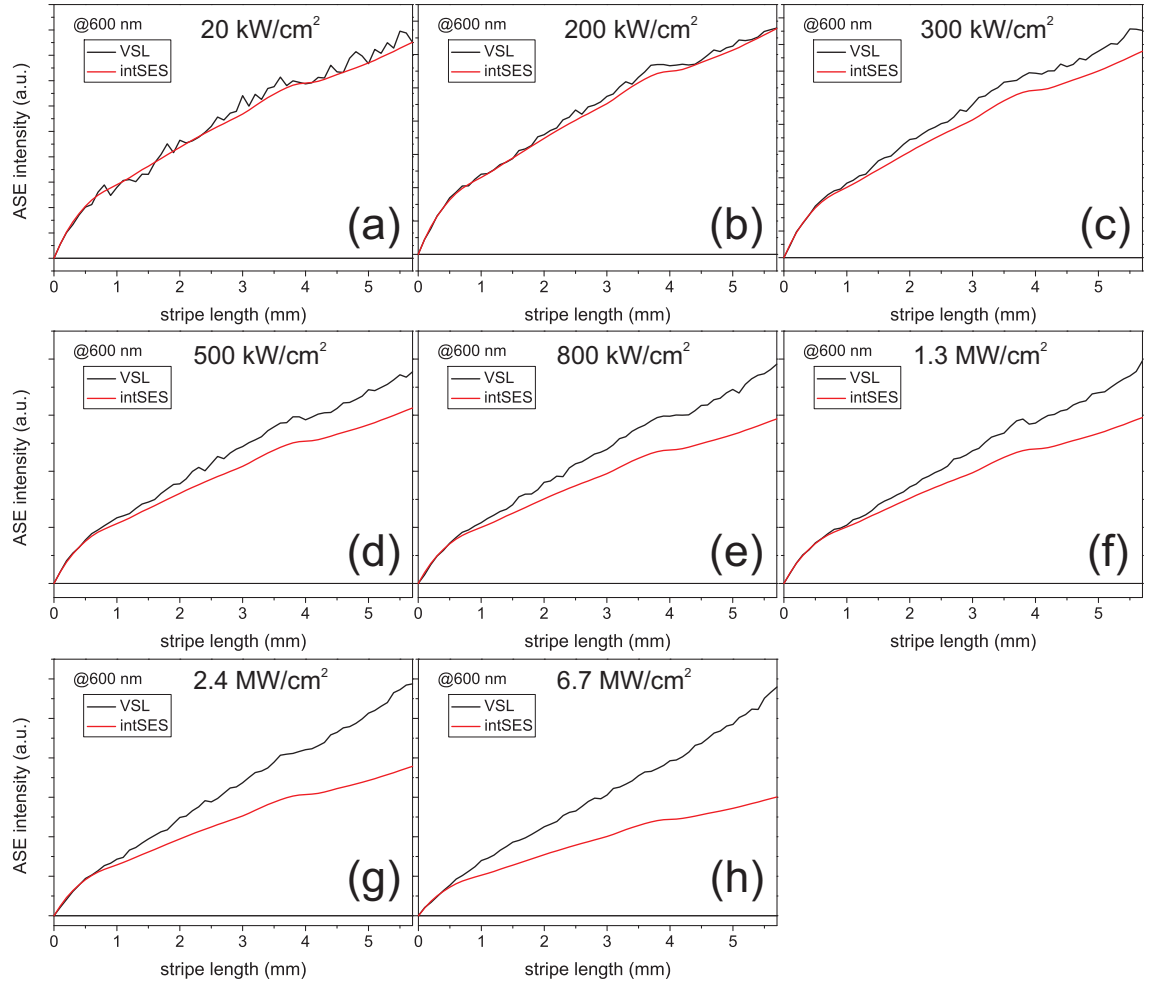 @600 nm 20 kW/cm²
VSL
intSES
(a)
@600 nm 200 kW/cm²
VSL
intSES
(b)
@600 nm 300 kW/cm²
VSL
intSES
(c)
ASE intensity (a.u.)
0 1 2 3 4 5
0 1 2 3 4 5
0 1 2 3 4 5
stripe length (mm)
stripe length (mm)
stripe length (mm)
@600 nm 500 kW/cm²
VSL
intSES
(d)
@600 nm 800 kW/cm²
VSL
intSES
(e)
@600 nm 1.3 MW/cm²
VSL
intSES
(f)
ASE intensity (a.u.)
0 1 2 3 4 5
0 1 2 3 4 5
0 1 2 3 4 5
stripe length (mm)
stripe length (mm)
stripe length (mm)
@600 nm 2.4 MW/cm²
VSL
intSES
(g)
@600 nm 6.7 MW/cm²
VSL
intSES
(h)
ASE intensity (a.u.)
0 1 2 3 4 5
0 1 2 3 4 5
stripe length (mm)
stripe length (mm)